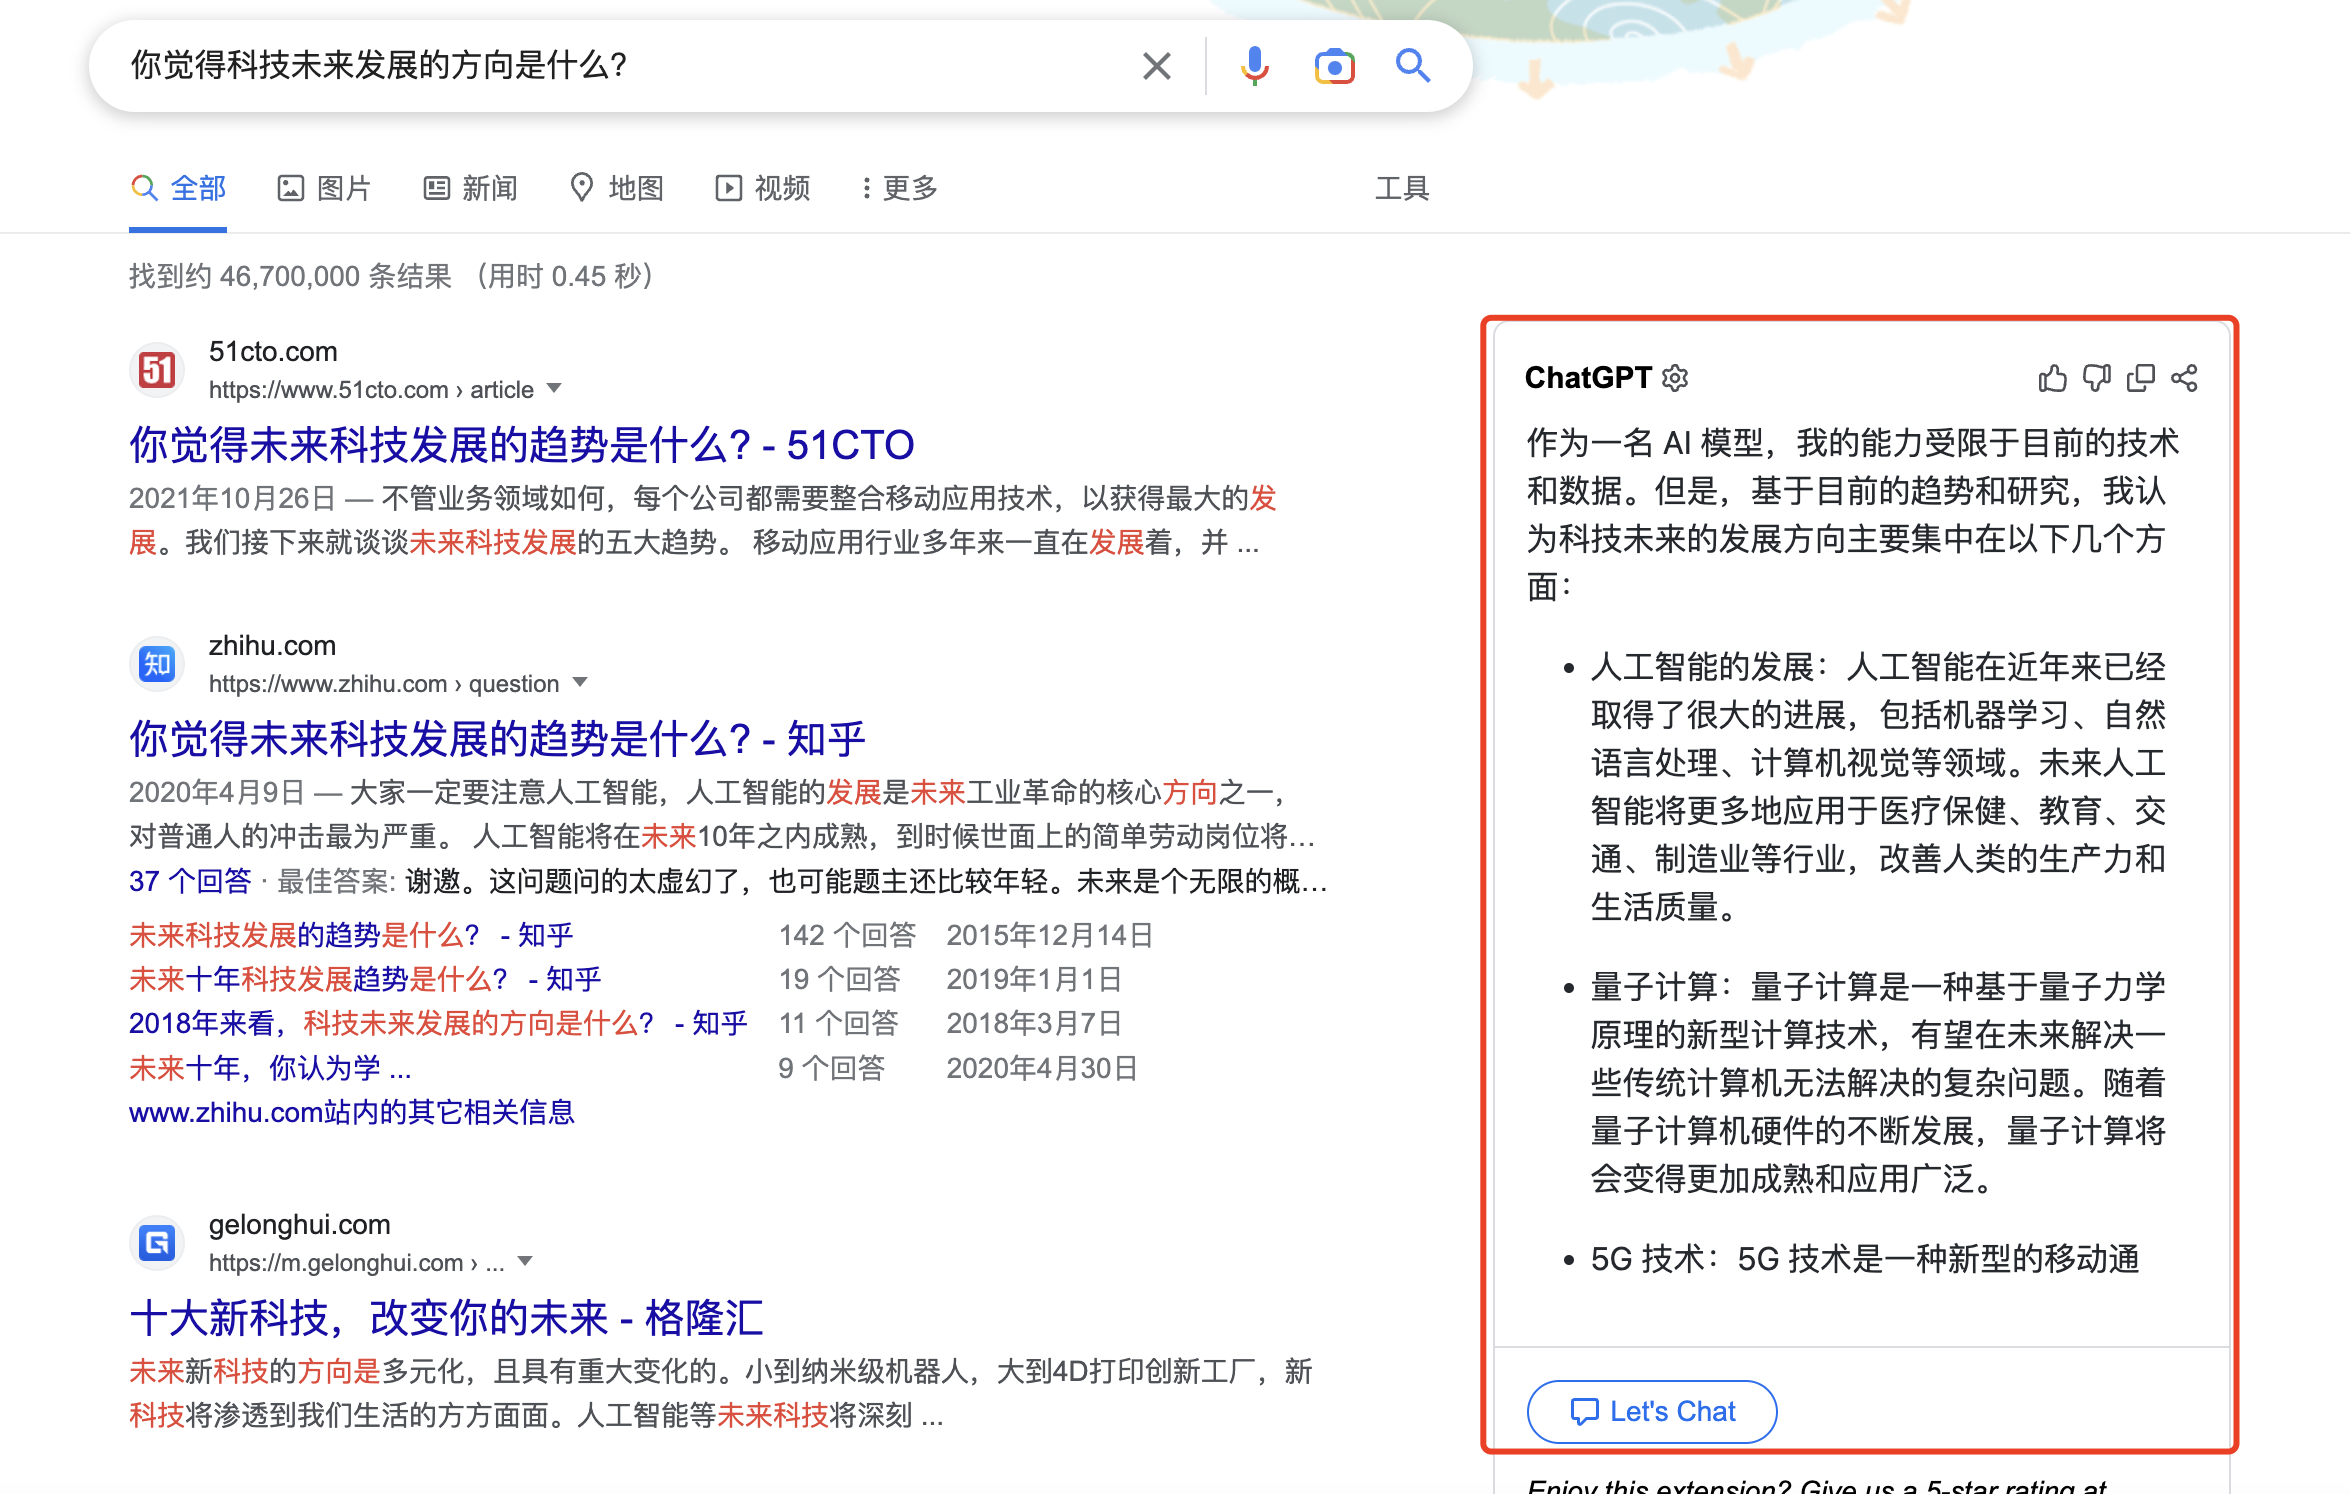 你觉得科技未来发展的方向是什么?
全部
图片
新闻
地图
视频
更多
工具
找到约 46,700,000 条结果 （用时 0.45 秒）
51
51cto.com
https://www.51cto.com › article
你觉得未来科技发展的趋势是什么? - 51CTO
2021年10月26日 — 不管业务领域如何，每个公司都需要整合移动应用技术，以获得最大的发
展。我们接下来就谈谈未来科技发展的五大趋势。 移动应用行业多年来一直在发展着，并 ...
知
zhihu.com
https://www.zhihu.com › question
你觉得未来科技发展的趋势是什么? - 知乎
2020年4月9日 — 大家一定要注意人工智能，人工智能的发展是未来工业革命的核心方向之一，
对普通人的冲击最为严重。 人工智能将在未来10年之内成熟，到时候世面上的简单劳动岗位将...
37 个回答 · 最佳答案: 谢邀。这问题问的太虚幻了，也可能题主还比较年轻。未来是个无限的概...
未来科技发展的趋势是什么? - 知乎 142 个回答 2015年12月14日
未来十年科技发展趋势是什么? - 知乎 19 个回答 2019年1月1日
2018年来看，科技未来发展的方向是什么? - 知乎 11 个回答 2018年3月7日
未来十年，你认为学 ... 9 个回答 2020年4月30日
www.zhihu.com站内的其它相关信息
G
gelonghui.com
https://m.gelonghui.com › ...
十大新科技，改变你的未来 - 格隆汇
未来新科技的方向是多元化，且具有重大变化的。小到纳米级机器人，大到4D打印创新工厂，新
科技将渗透到我们生活的方方面面。人工智能等未来科技将深刻 ...
ChatGPT
作为一名 AI 模型，我的能力受限于目前的技术
和数据。但是，基于目前的趋势和研究，我认
为科技未来的发展方向主要集中在以下几个方
面：
• 人工智能的发展：人工智能在近年来已经
取得了很大的进展，包括机器学习、自然
语言处理、计算机视觉等领域。未来人工
智能将更多地应用于医疗保健、教育、交
通、制造业等行业，改善人类的生产力和
生活质量。
• 量子计算：量子计算是一种基于量子力学
原理的新型计算技术，有望在未来解决一
些传统计算机无法解决的复杂问题。随着
量子计算机硬件的不断发展，量子计算将
会变得更加成熟和应用广泛。
• 5G 技术：5G 技术是一种新型的移动通
Let's Chat
Enjoy this extension? Give us a 5-star rating at